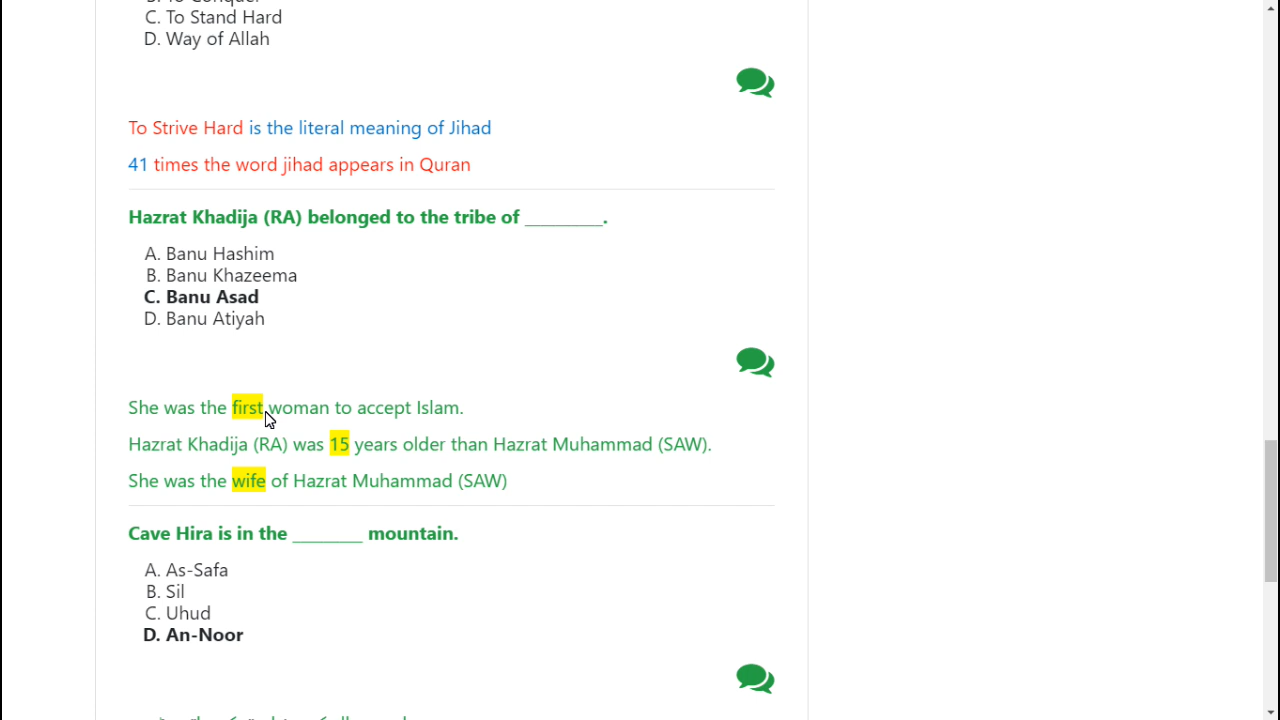 C. To Stand Hard
D. Way of Allah
To Strive Hard is the literal meaning of Jihad
41 times the word jihad appears in Quran
Hazrat Khadija (RA) belonged to the tribe of _________.
A. Banu Hashim
B. Banu Khazeema
C. Banu Asad
D. Banu Atiyah
She was the first woman to accept Islam.
Hazrat Khadija (RA) was 15 years older than Hazrat Muhammad (SAW).
She was the wife of Hazrat Muhammad (SAW)
Cave Hira is in the ________ mountain.
A. As-Safa
B. Sil
C. Uhud
D. An-Noor